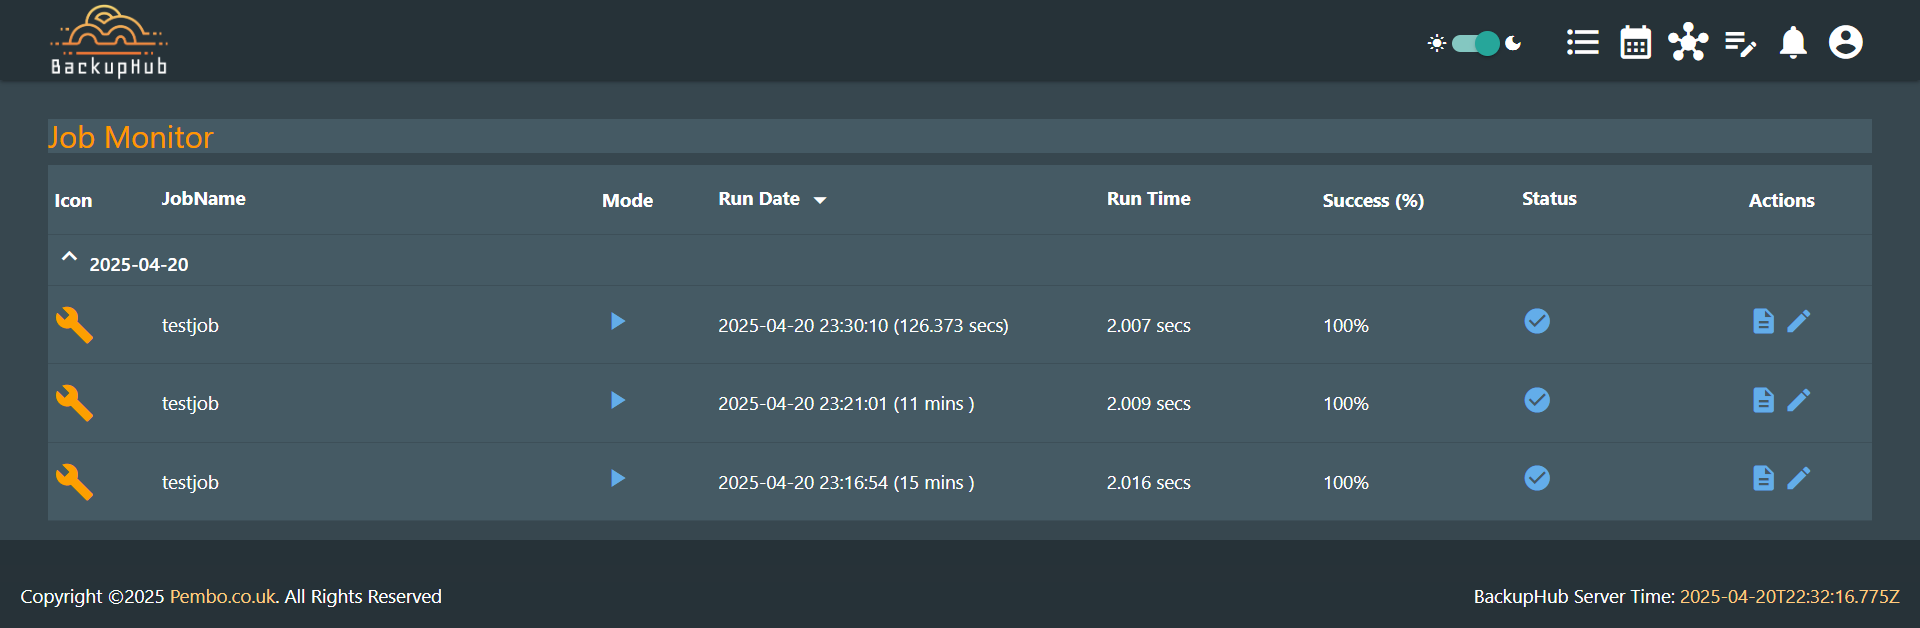 BackupHub
Job Monitor
Icon JobName Mode Run Date Run Time Success (%) Status Actions
2025-04-20
testjob 2025-04-20 23:30:10 (126.373 secs) 2.007 secs 100%
testjob 2025-04-20 23:21:01 (11 mins ) 2.009 secs 100%
testjob 2025-04-20 23:16:54 (15 mins ) 2.016 secs 100%
Copyright ©2025 Pembo.co.uk. All Rights Reserved BackupHub Server Time: 2025-04-20T22:32:16.775Z